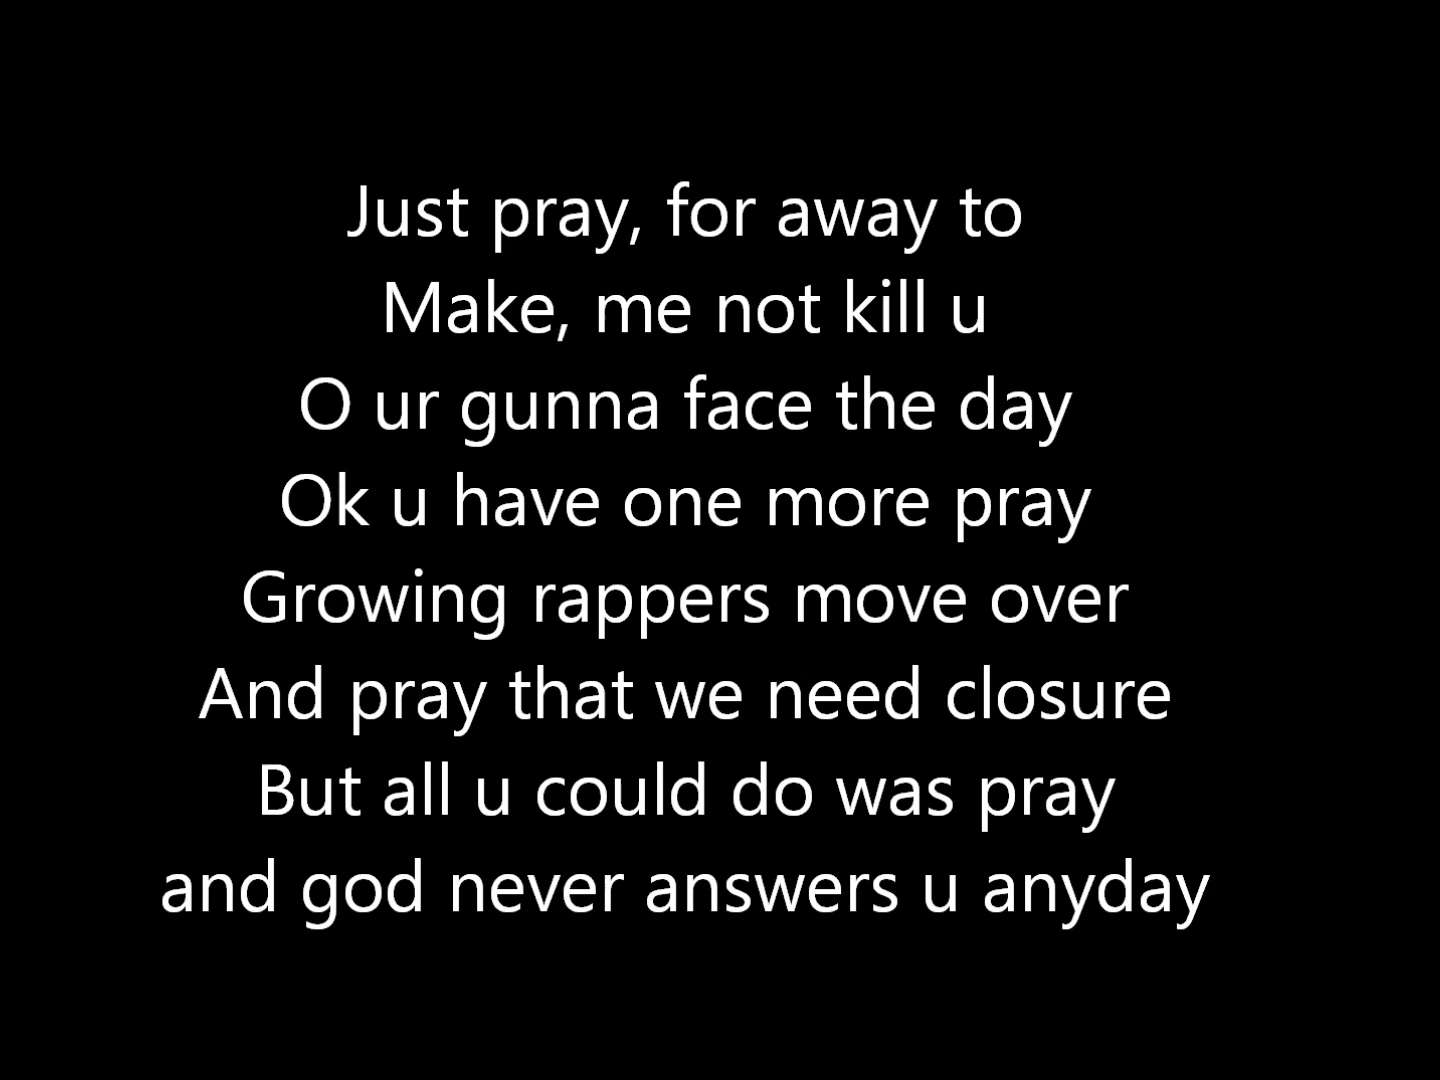 Just pray, for away to
Make, me not kill u
O ur gunna face the day
Ok u have one more pray
Growing rappers move over
And pray that we need closure
But all u could do was pray
and god never answers u anyday